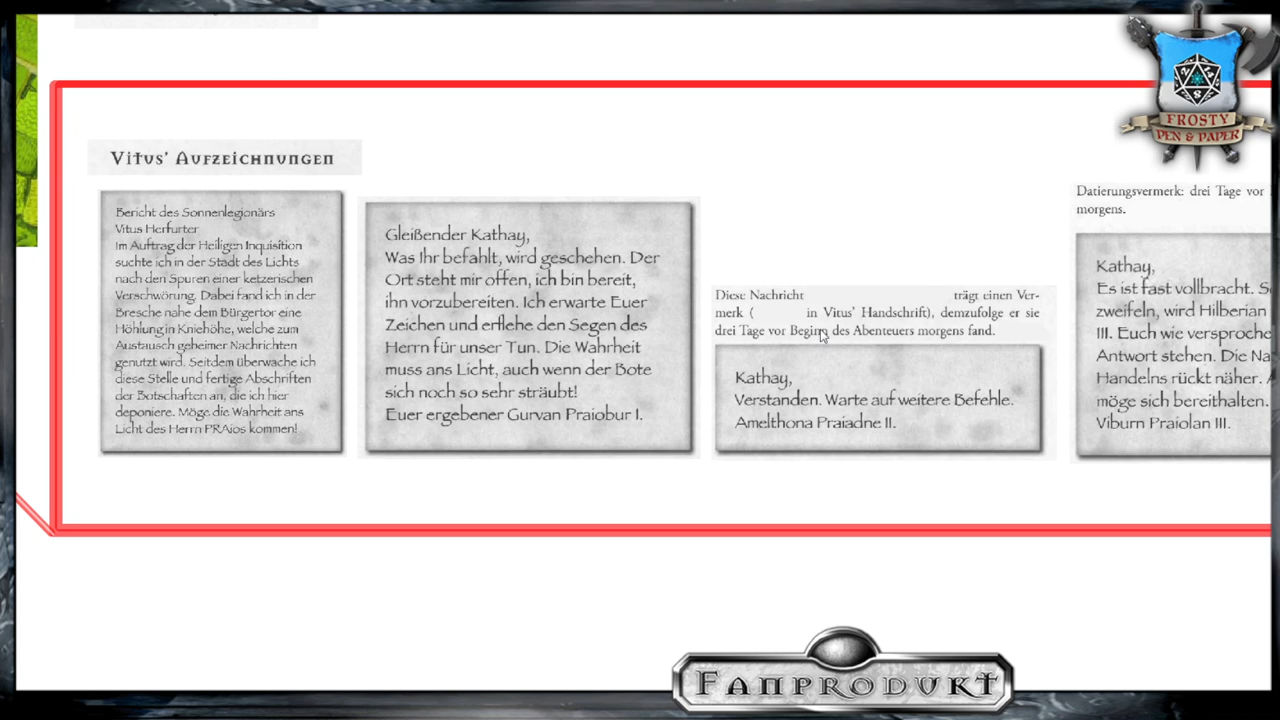 FROSTY
PEN & PAPER
Vitus' Aufzeichnungen
Bericht des Sonnenlegionärs
Vitus Herfurter
Im Auftrag der Heiligen Inquisition
suchte ich in der Stadt des Lichts
nach den Spuren einer ketzerischen
Verschwörung. Dabei fand ich in der
Bresche nahe dem Bürgertor eine
Höhlung in Kniehöhe, welche zum
Austausch geheimer Nachrichten
genutzt wird. Seitdem überwache ich
diese Stelle und fertige Abschriften
der Botschaften an, die ich hier
deponiere. Möge die Wahrheit ans
Licht des Herrn PRAios kommen!
Gleißender Kathay,
Was Ihr befahlt, wird geschehen. Der
Ort steht mir offen, ich bin bereit,
ihn vorzubereiten. Ich erwarte Euer
Zeichen und erflehe den Segen des
Herrn für unser Tun. Die Wahrheit
muss ans Licht, auch wenn der Bote
sich noch so sehr sträubt!
Euer ergebener Gurvan Praiobur I.
Diese Nachricht trägt einen Ver-
merk ( in Vitus' Handschrift), demzufolge er sie
drei Tage vor Beginn des Abenteuers morgens fand.
Kathay,
Verstanden. Warte auf weitere Befehle.
Amelthona Praiadne II.
Datierungsvermerk: drei Tage vor
morgens.
Kathay,
Es ist fast vollbracht.
zweifeln, wird Hilberian
III. Euch wie versproche
Antwort stehen. Die Na
Handelns rückt näher.
möge sich bereithalten.
Viburn Praiolan III.
FANPRODUKT